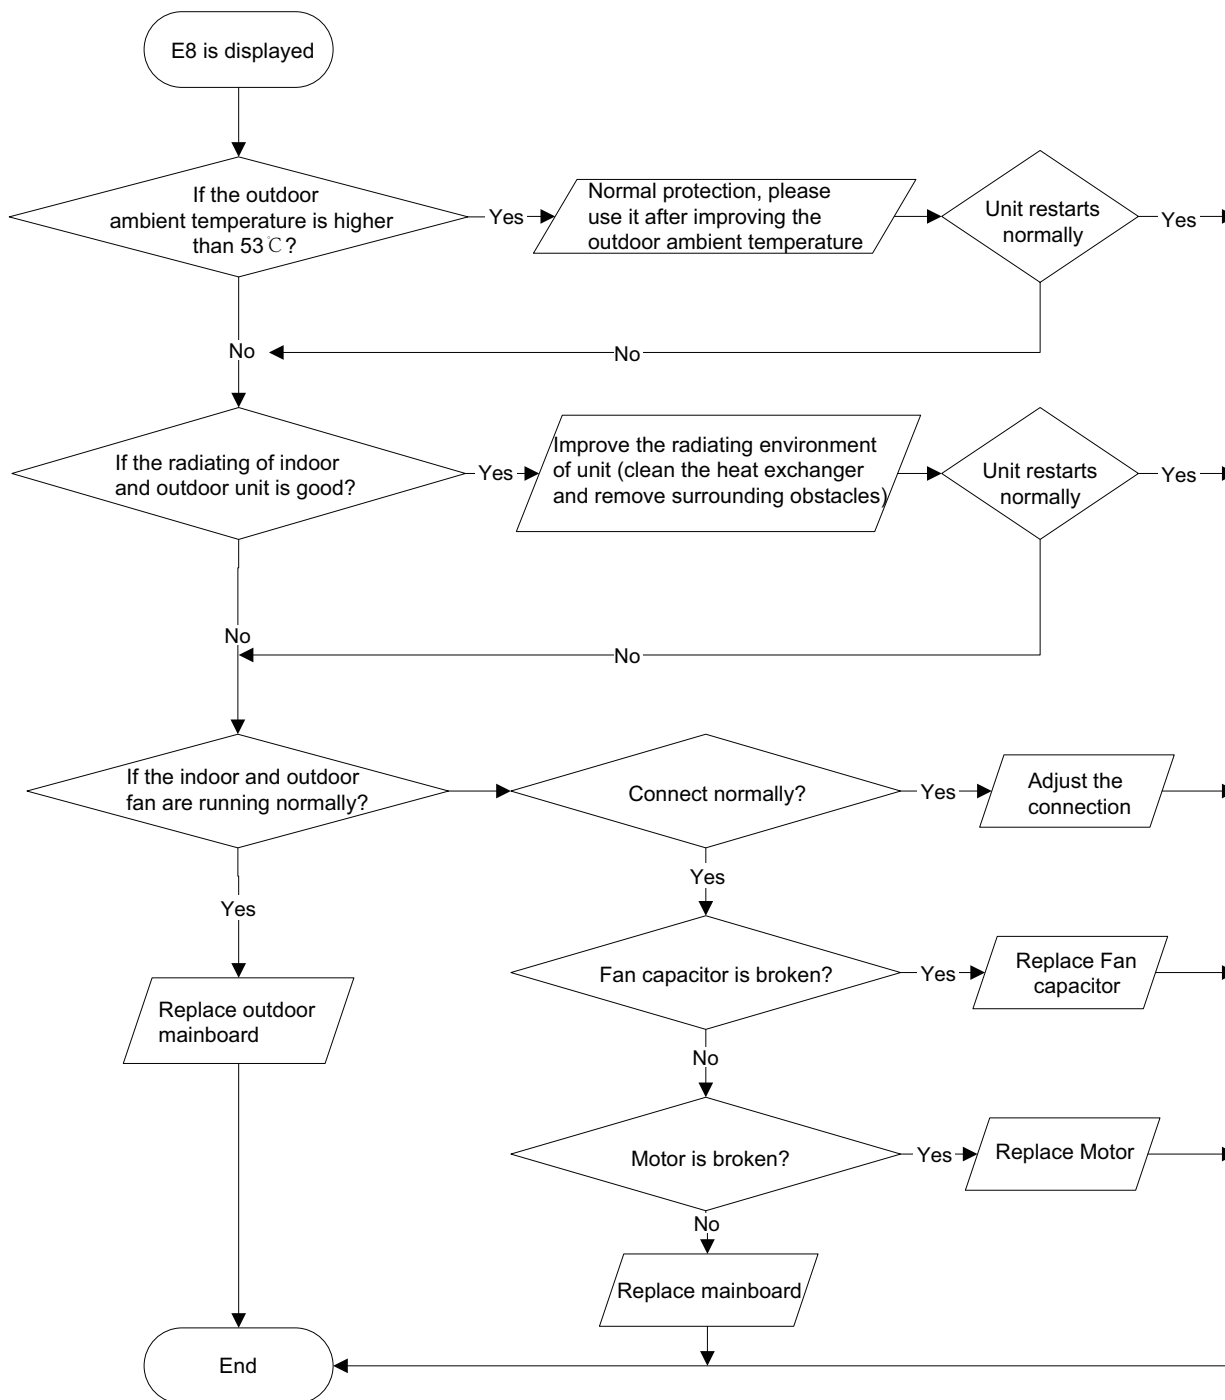 E8 is displayed
If the outdoor
ambient temperature is higher
than 53℃?
Yes
Normal protection, please
use it after improving the
outdoor ambient temperature
Unit restarts
normally
Yes
No
No
If the radiating of indoor
and outdoor unit is good?
Yes
Improve the radiating environment
of unit (clean the heat exchanger
and remove surrounding obstacles)
Unit restarts
normally
Yes
No
No
If the indoor and outdoor
fan are running normally?
Connect normally?
Yes
Adjust the
connection
Yes
Yes
Fan capacitor is broken?
Yes
Replace Fan
capacitor
Replace outdoor
mainboard
No
Motor is broken?
Yes
Replace Motor
No
Replace mainboard
End